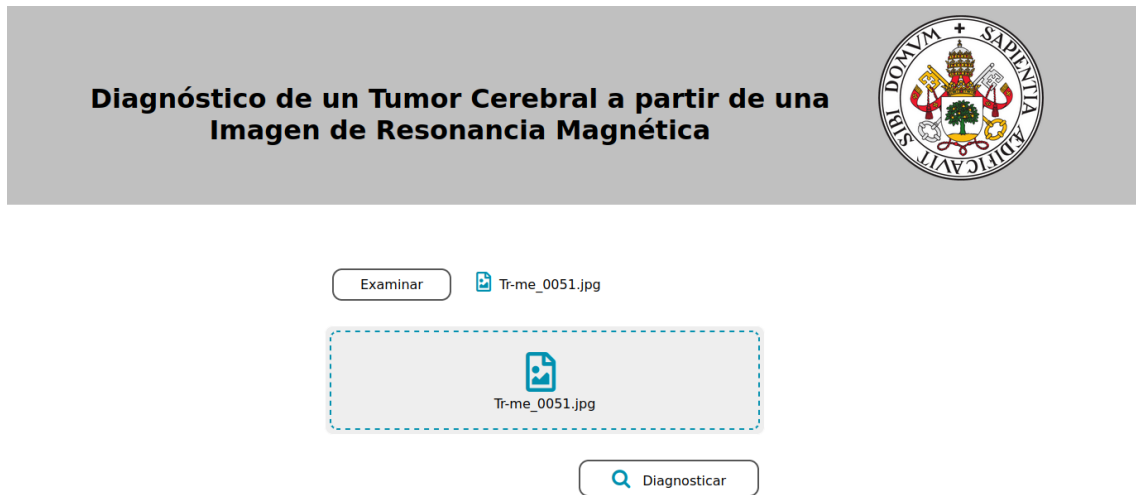 Diagnóstico de un Tumor Cerebral a partir de una
Imagen de Resonancia Magnética
SAPIENTIA ÆDIFICAVIT SIBI DOMVM
Examinar
Tr-me_0051.jpg
Tr-me_0051.jpg
Diagnosticar